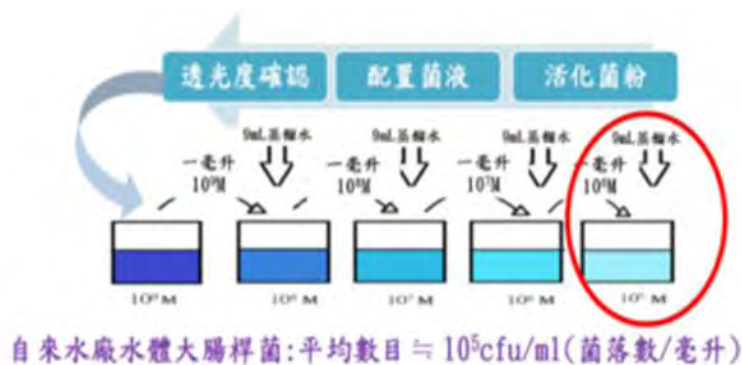 透光度確認 配置菌液 活化菌粉
9mL蒸餾水 9mL蒸餾水 9mL蒸餾水 9mL蒸餾水
一毫升 一毫升 一毫升 一毫升
10⁹M 10⁸M 10⁷M 10⁶M
10⁹ M 10⁸ M 10⁷ M 10⁶ M 10⁵ M
自來水廠水體大腸桿菌:平均數目≒10⁵cfu/ml(菌落數/毫升)